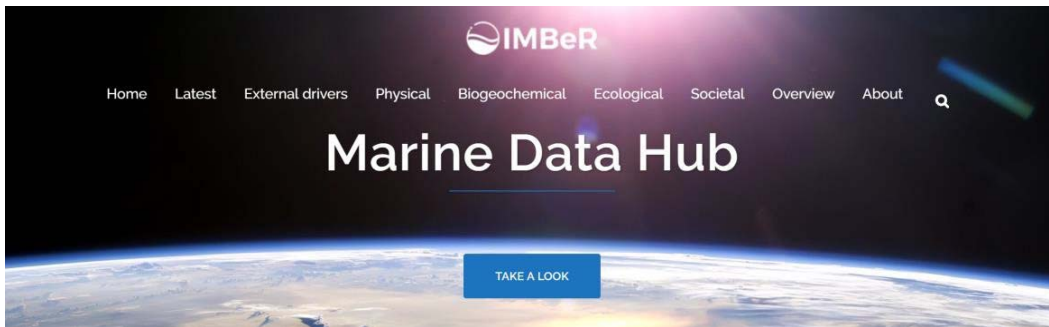 IMBeR
Home Latest External drivers Physical Biogeochemical Ecological Societal Overview About
Marine Data Hub
TAKE A LOOK